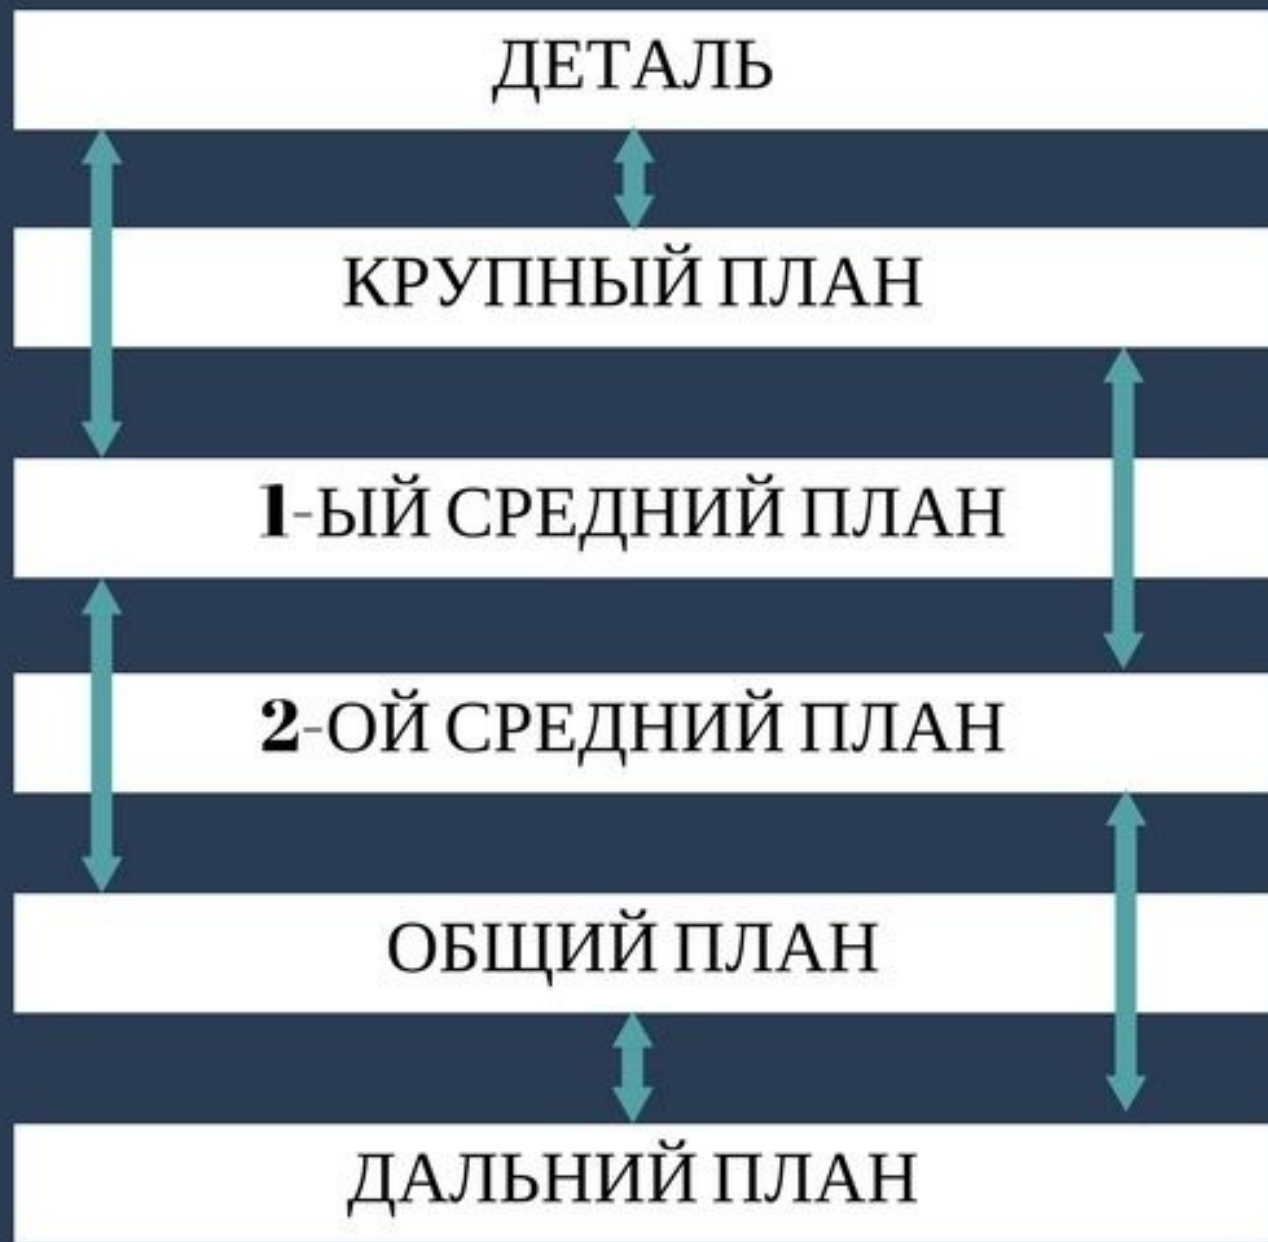 ДЕТАЛЬ
КРУПНЫЙ ПЛАН
1-ЫЙ СРЕДНИЙ ПЛАН
2-ОЙ СРЕДНИЙ ПЛАН
ОБЩИЙ ПЛАН
ДАЛЬНИЙ ПЛАН